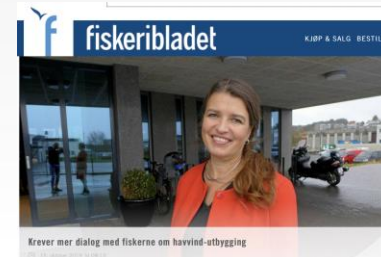 fiskeribladet
KJØP & SALG BESTIL
Krever mer dialog med fiskerne om havvind-utbygging